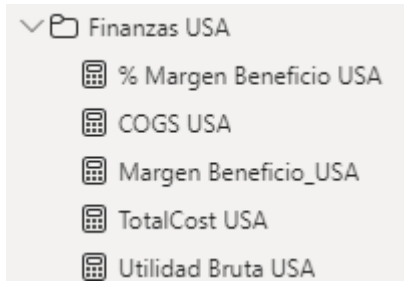 Finanzas USA
% Margen Beneficio USA
COGS USA
Margen Beneficio_USA
TotalCost USA
Utilidad Bruta USA